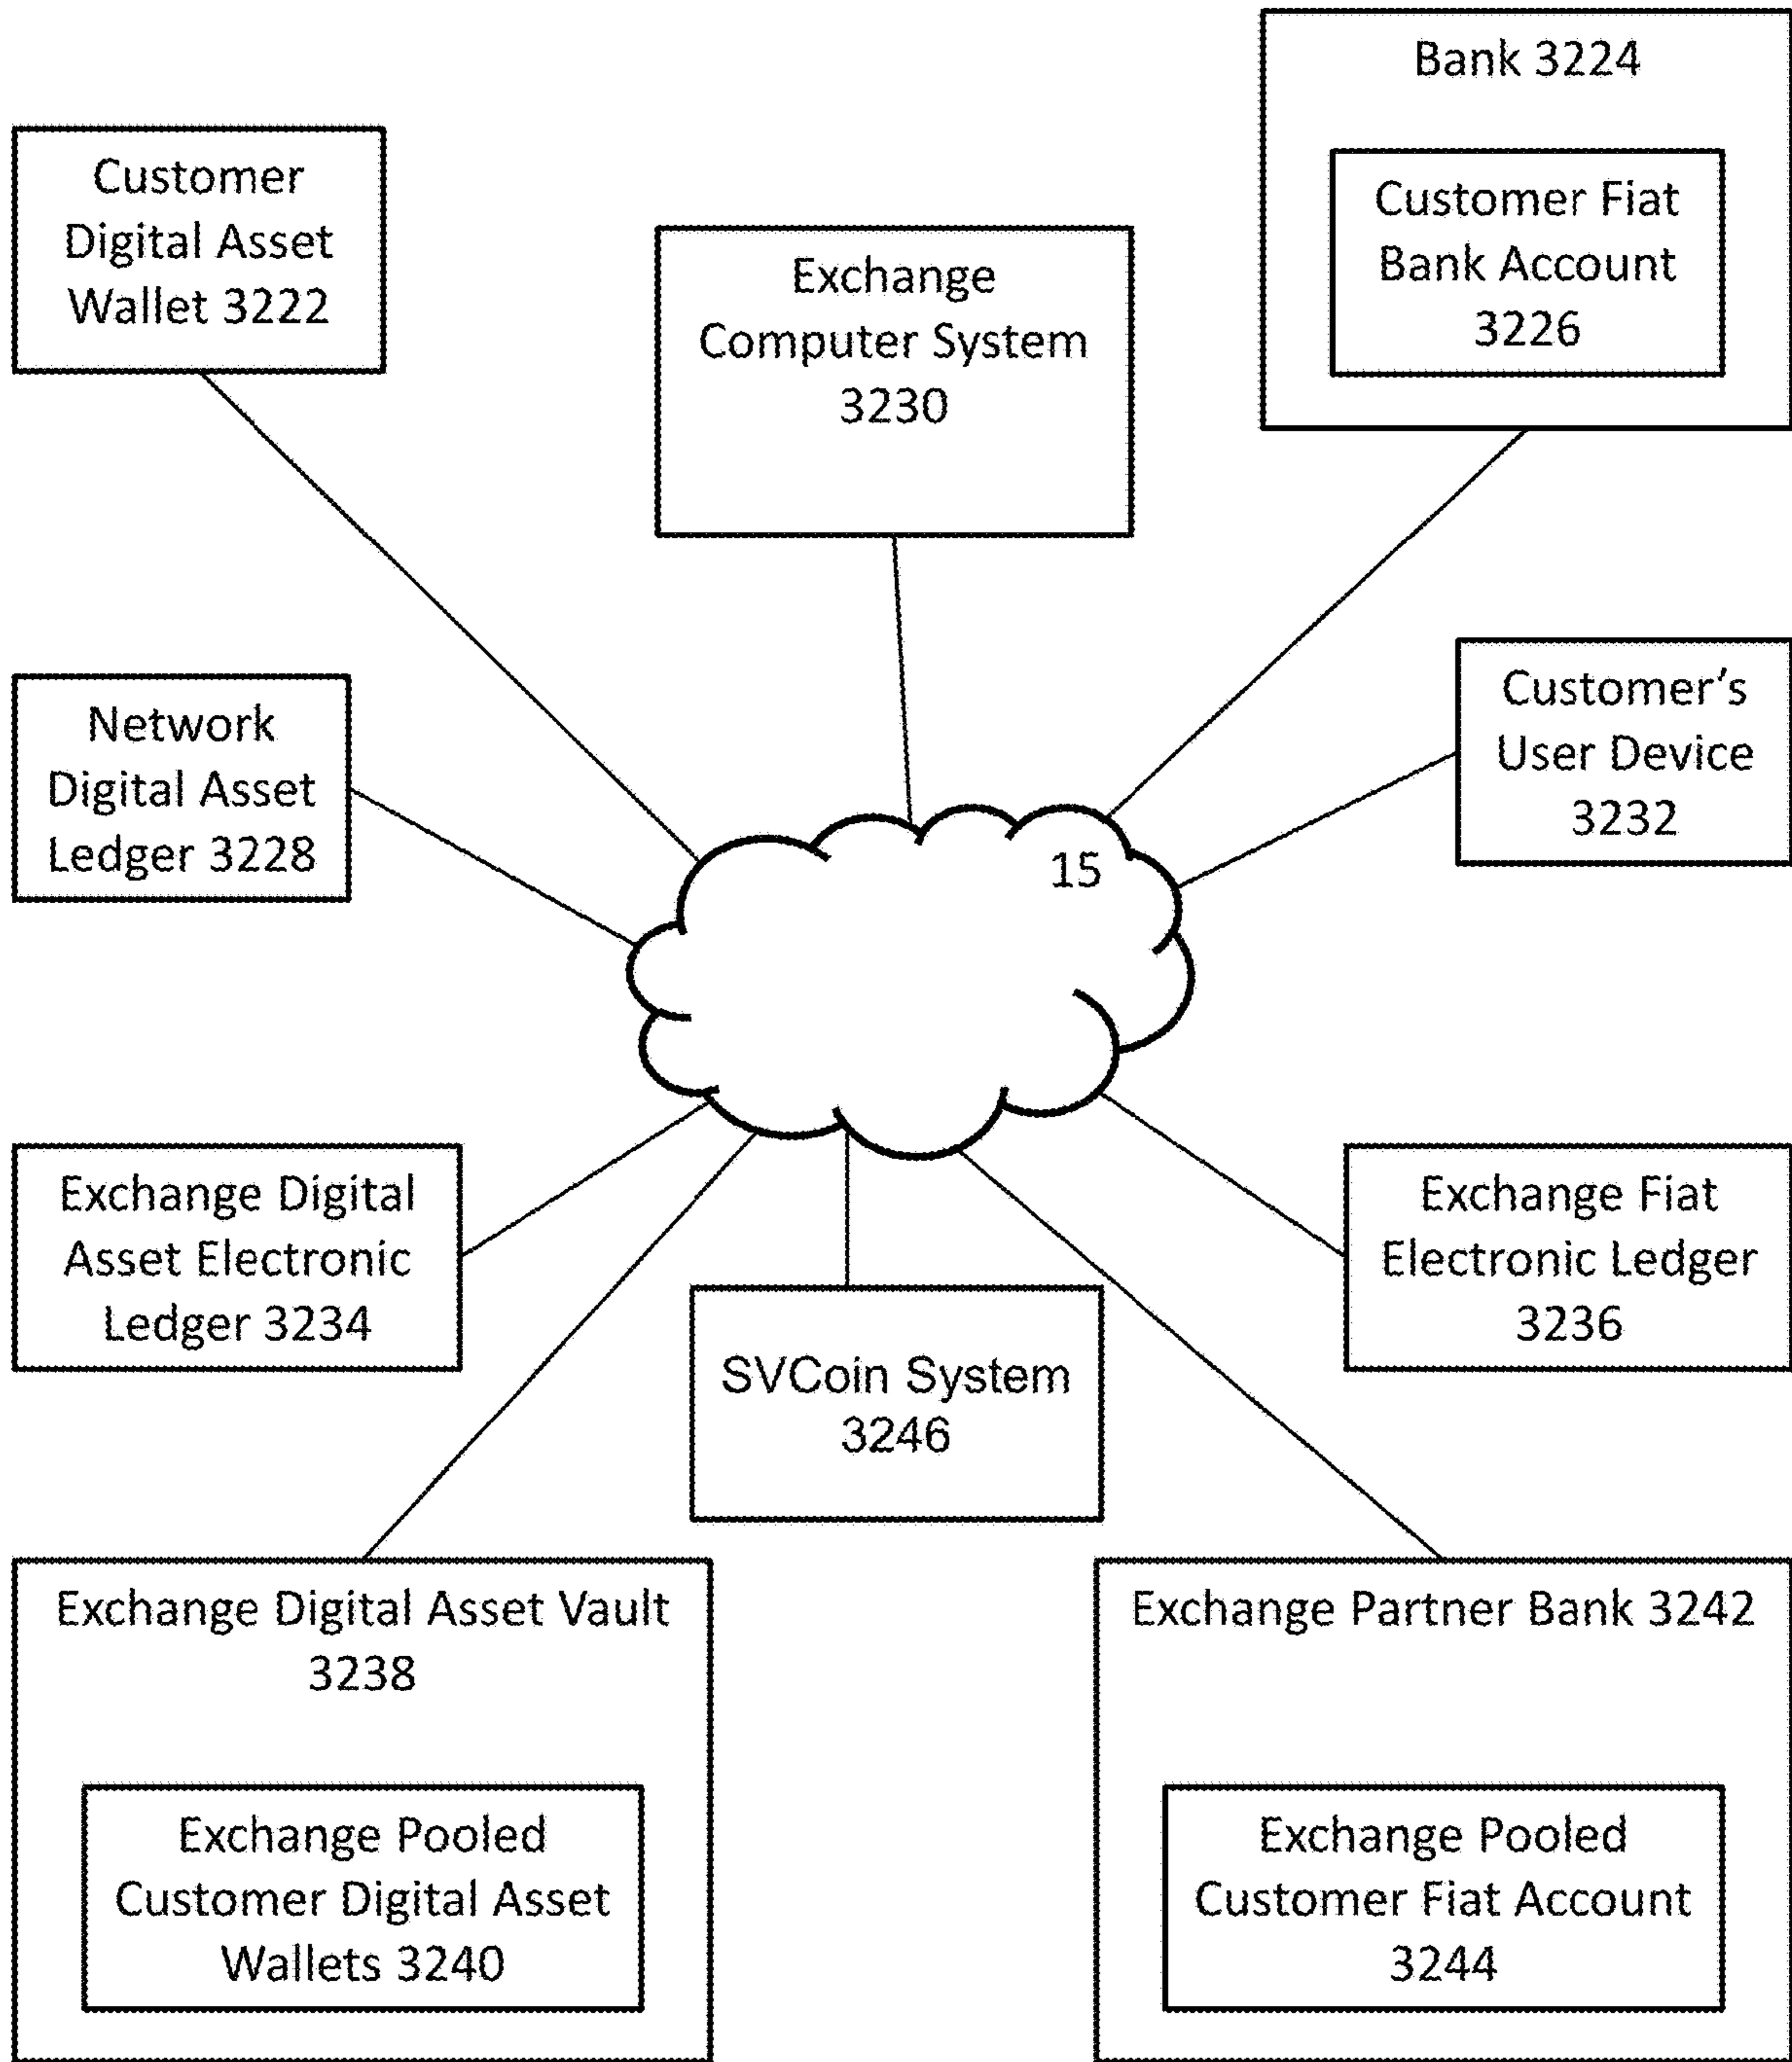 Bank 3224
Customer
Digital Asset
Wallet 3222
Customer Fiat
Bank Account
3226
Exchange
Computer System
3230
Network
Digital Asset
Ledger 3228
Customer’s
User Device
3232
15
Exchange Digital
Asset Electronic
Ledger 3234
Exchange Fiat
Electronic Ledger
3236
SVCoin System
3246
Exchange Digital Asset Vault
3238
Exchange Pooled
Customer Digital Asset
Wallets 3240
Exchange Partner Bank 3242
Exchange Pooled
Customer Fiat Account
3244